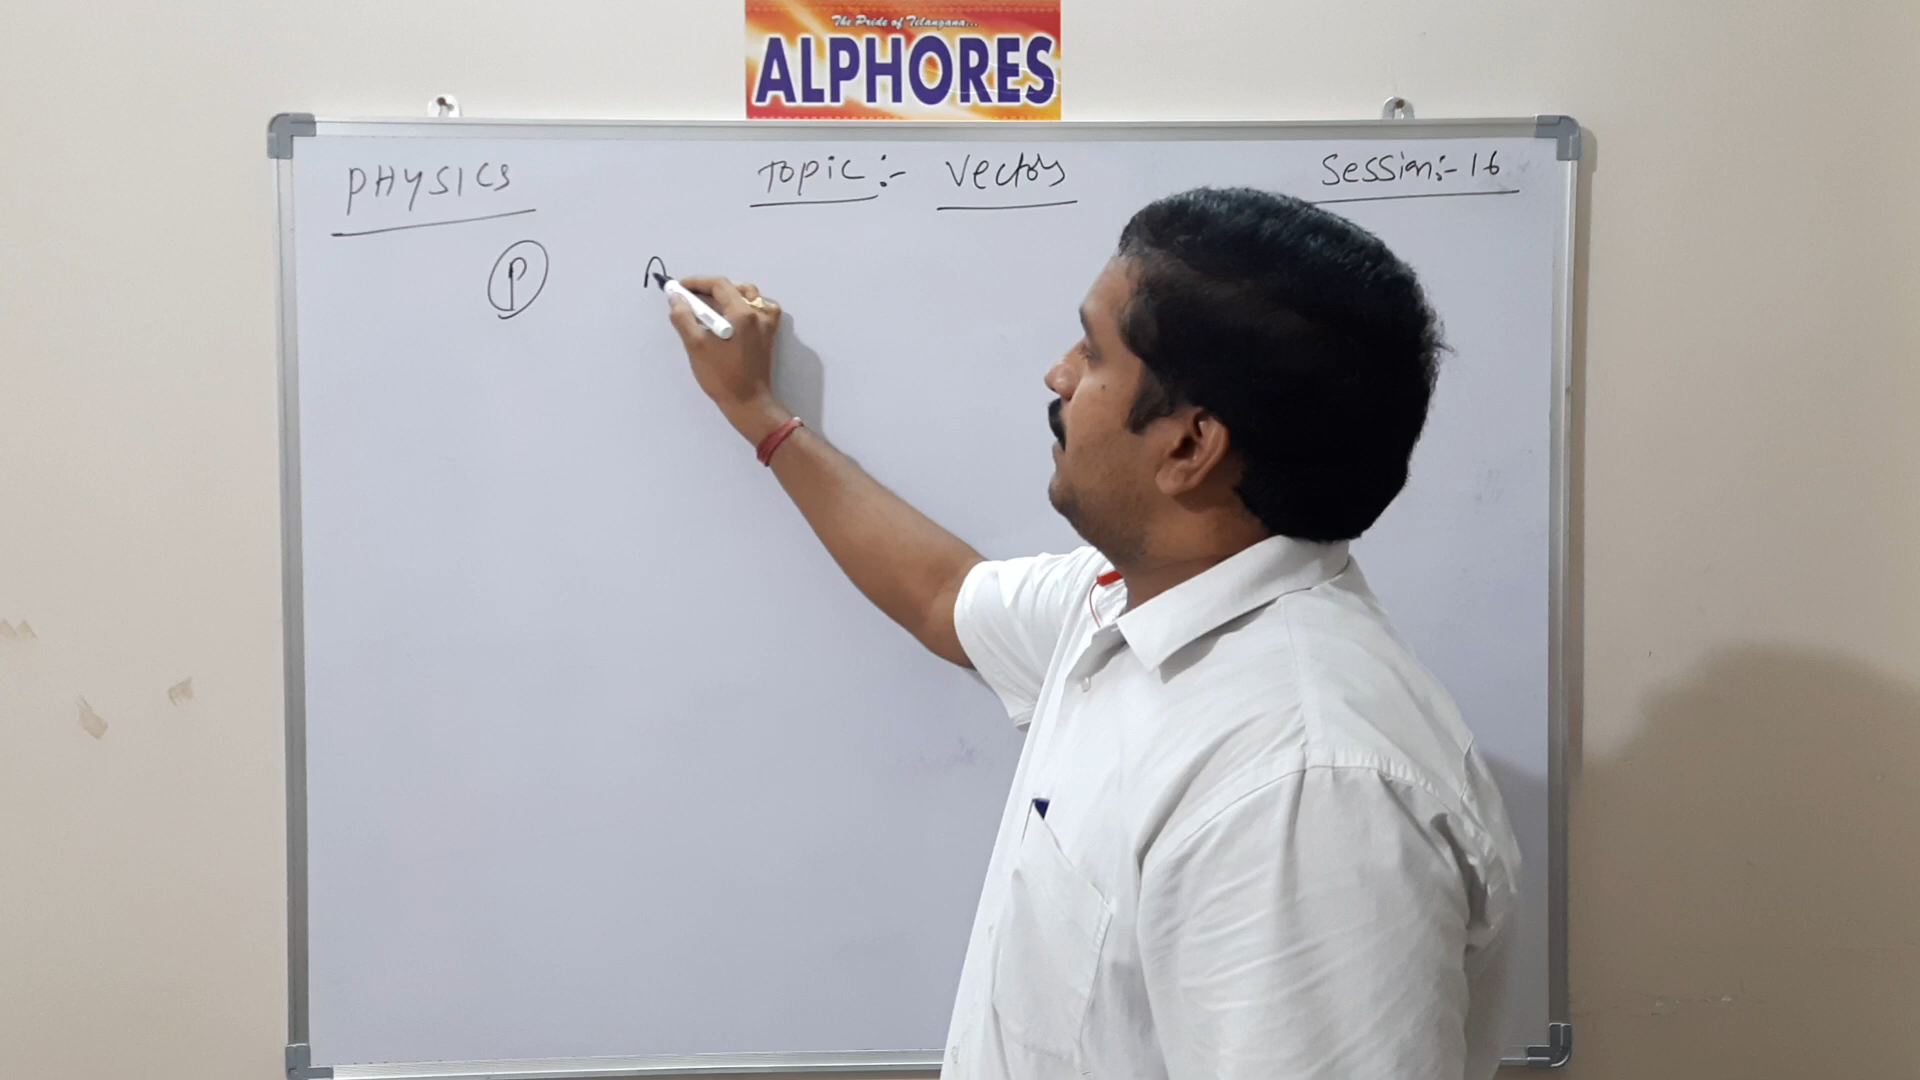 The Pride of Telangana...
ALPHORES
PHYSICS Topic:- Vectors Session:- 16
P A